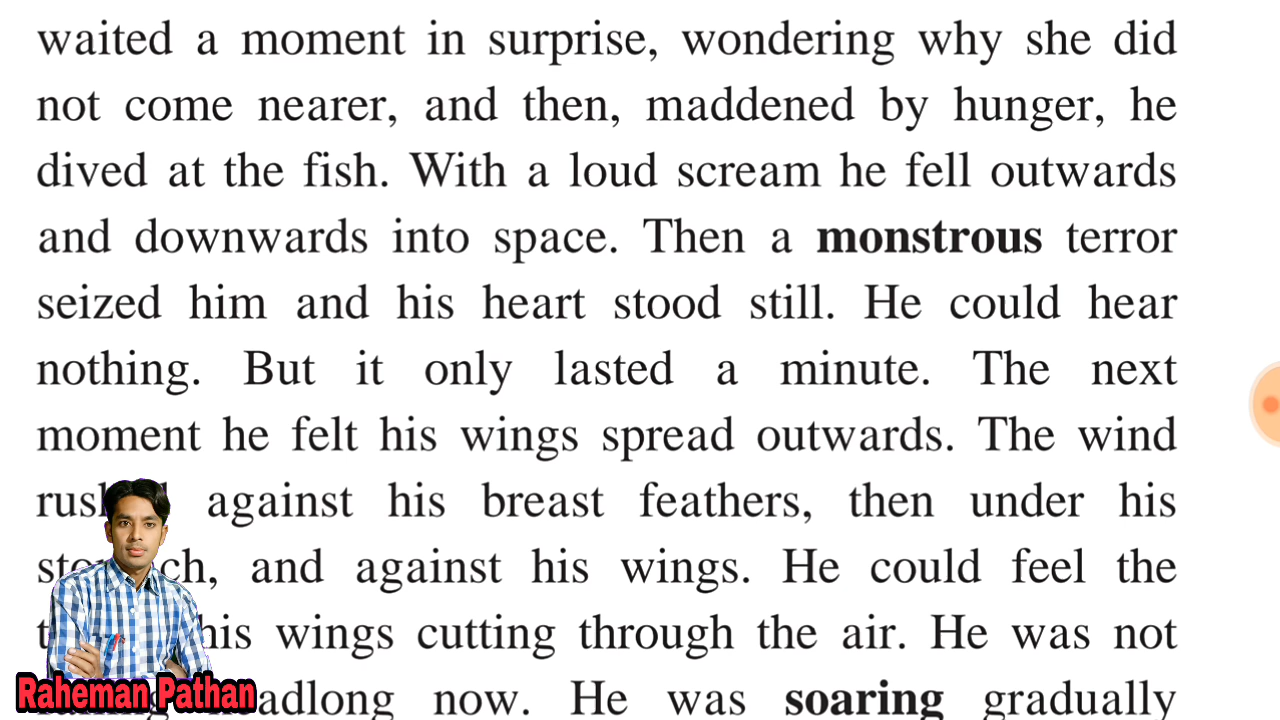 waited a moment in surprise, wondering why she did
not come nearer, and then, maddened by hunger, he
dived at the fish. With a loud scream he fell outwards
and downwards into space. Then a monstrous terror
seized him and his heart stood still. He could hear
nothing. But it only lasted a minute. The next
moment he felt his wings spread outwards. The wind
against his breast feathers, then under his
and against his wings. He could feel the
his wings cutting through the air. He was not
now. He was soaring gradually
Raheman Pathan